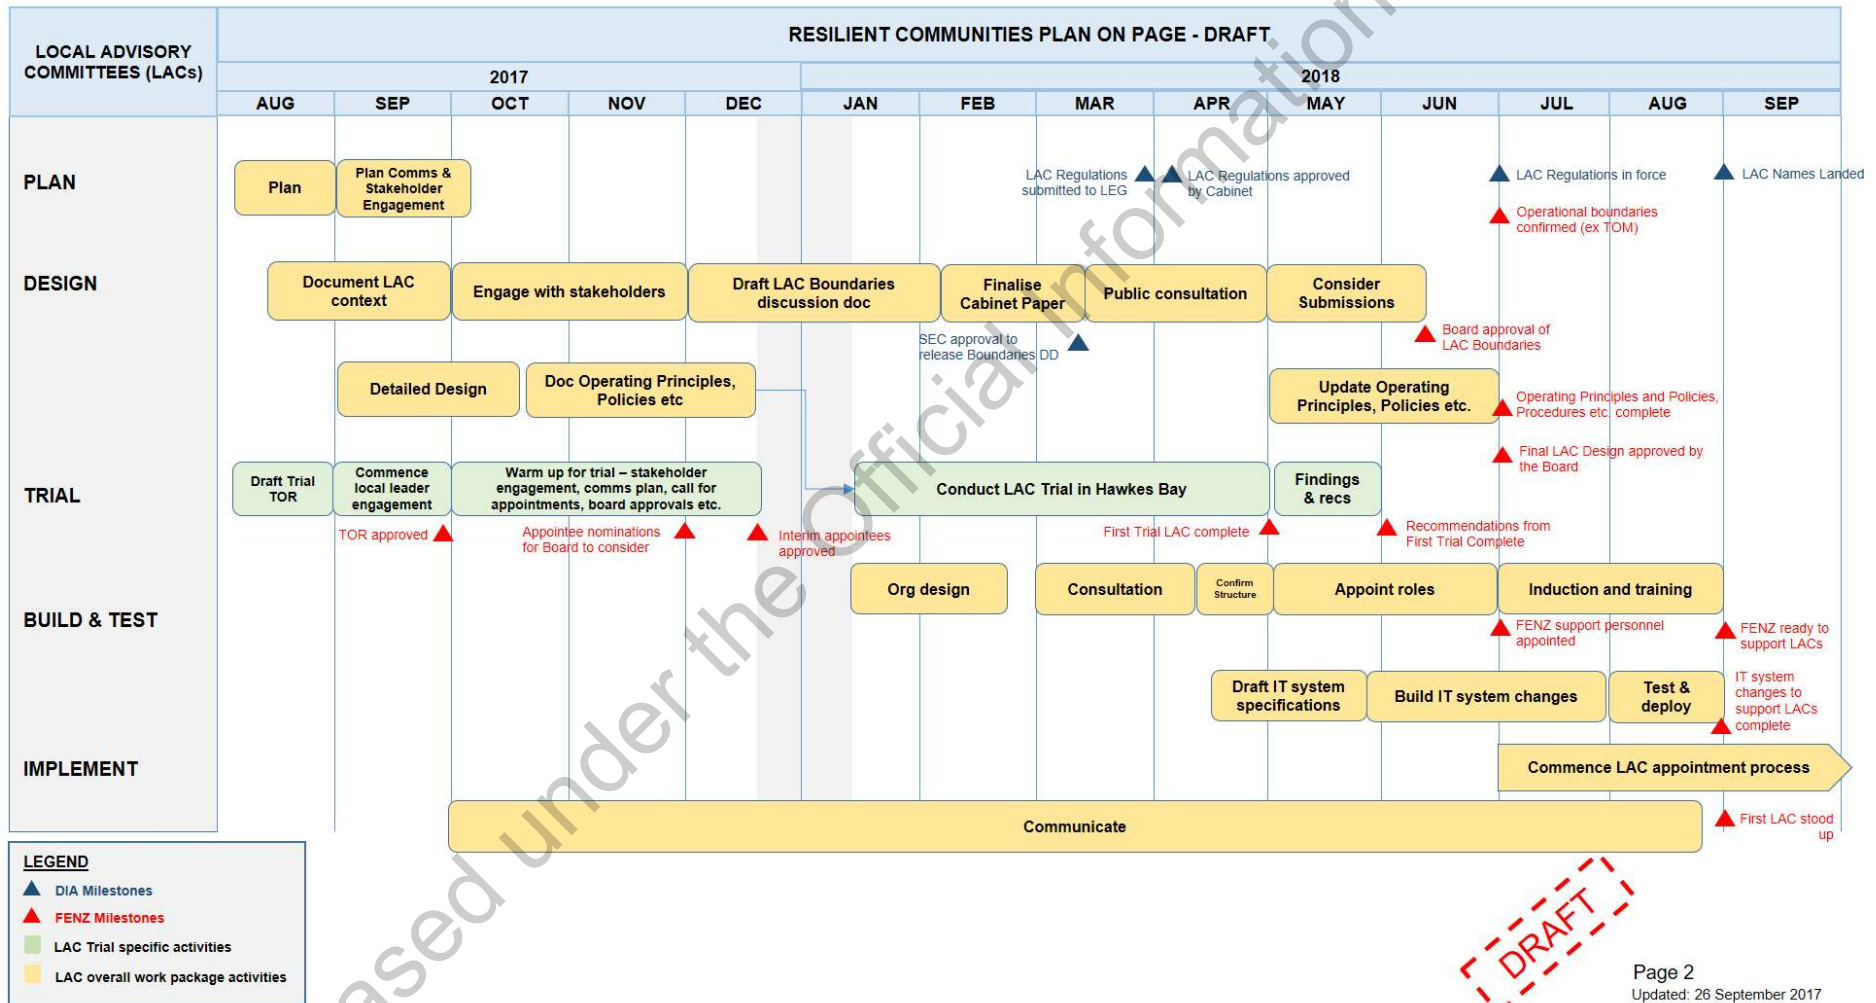 LOCAL ADVISORY
COMMITTEES (LACs)
RESILIENT COMMUNITIES PLAN ON PAGE - DRAFT
2017
2018
AUG
SEP
OCT
NOV
DEC
JAN
FEB
MAR
APR
MAY
JUN
JUL
AUG
SEP
PLAN
Plan
Plan Comms &
Stakeholder
Engagement
LAC Regulations
submitted to LEG
LAC Regulations approved
by Cabinet
LAC Regulations in force
LAC Names Landed
Operational boundaries
confirmed (ex TOM)
DESIGN
Document LAC
context
Engage with stakeholders
Draft LAC Boundaries
discussion doc
Finalise
Cabinet Paper
Public consultation
Consider
Submissions
SEC approval to
release Boundaries DD
Board approval of
LAC Boundaries
Detailed Design
Doc Operating Principles,
Policies etc
Update Operating
Principles, Policies etc.
Operating Principles and Policies,
Procedures etc. complete
Final LAC Design approved by
the Board
TRIAL
Draft Trial
TOR
Commence
local leader
engagement
Warm up for trial – stakeholder
engagement, comms plan, call for
appointments, board approvals etc.
Conduct LAC Trial in Hawkes Bay
Findings
& recs
TOR approved
Appointee nominations
for Board to consider
Interim appointees
approved
First Trial LAC complete
Recommendations from
First Trial Complete
BUILD & TEST
Org design
Consultation
Confirm
Structure
Appoint roles
Induction and training
FENZ support personnel
appointed
FENZ ready to
support LACs
Draft IT system
specifications
Build IT system changes
Test &
deploy
IT system
changes to
support LACs
complete
IMPLEMENT
Commence LAC appointment process
Communicate
First LAC stood
up
LEGEND
DIA Milestones
FENZ Milestones
LAC Trial specific activities
LAC overall work package activities
DRAFT
Page 2
Updated: 26 September 2017
ased under the Official Information